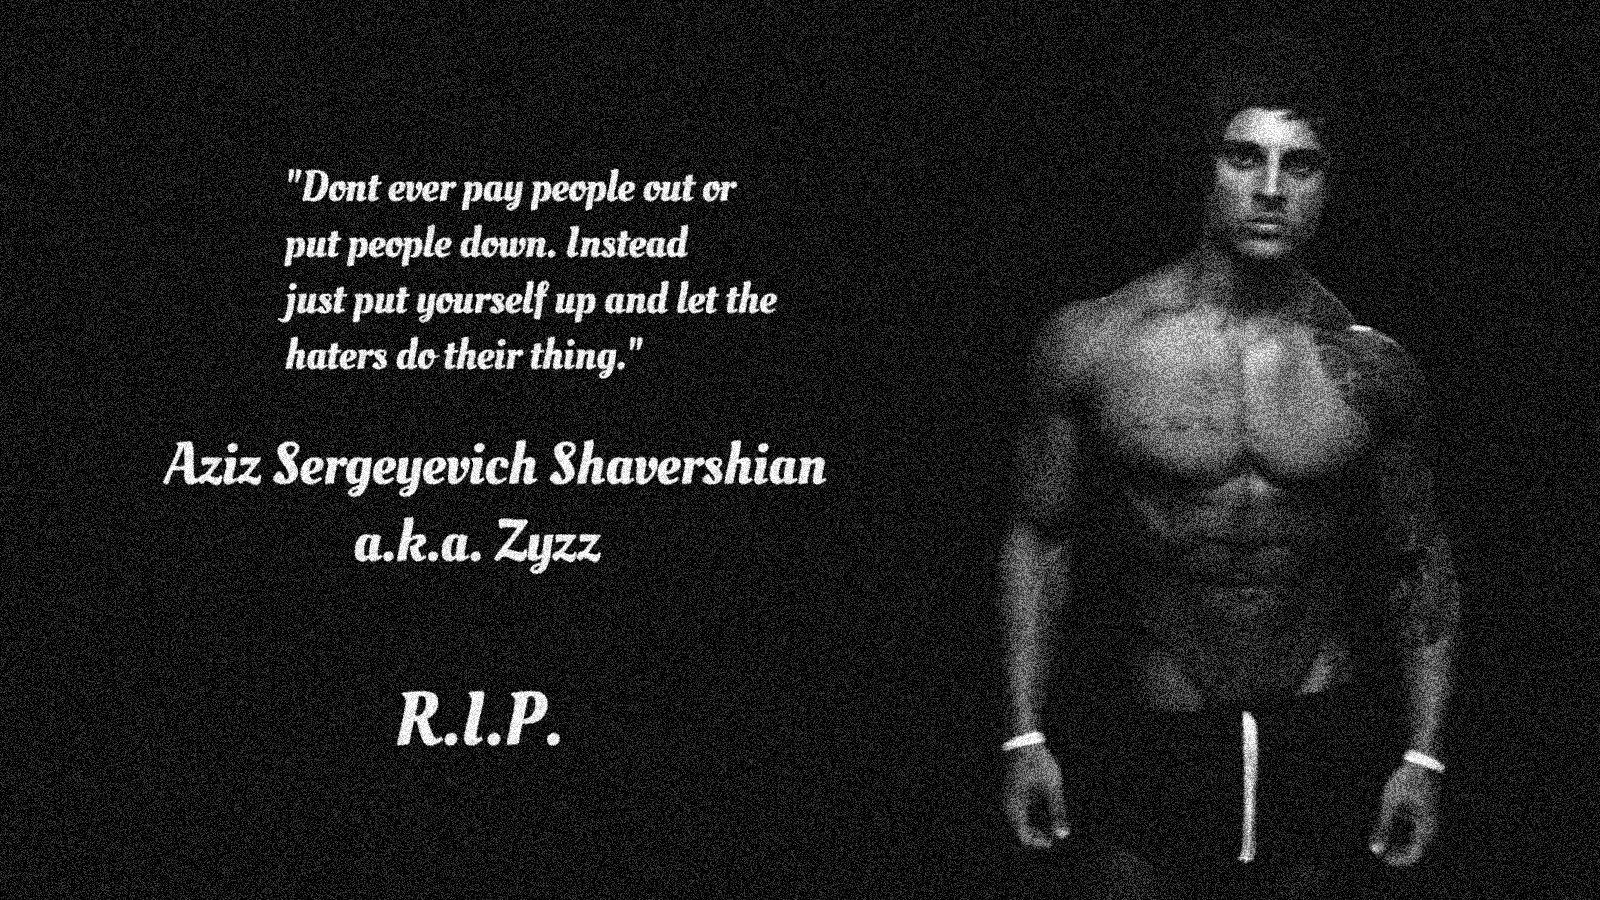 "Dont ever pay people out or
put people down. Instead
just put yourself up and let the
haters do their thing."
Aziz Sergeyevich Shavershian
a.k.a. Zyzz
R.I.P.